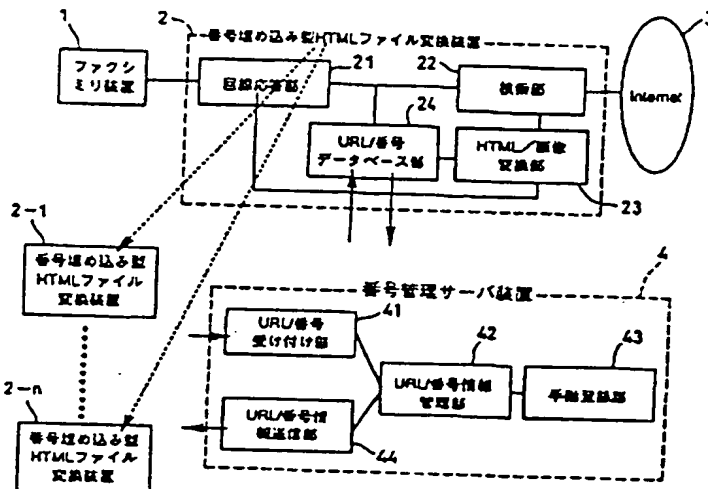 1
ファクシ
ミリ装置
2
番号埋め込み型HTMLファイル変換装置
21
回線応答部
22
検索部
24
URL/番号
データベース部
HTML/画像
変換部
23
3
Internet
2-1
番号埋め込み型
HTMLファイル
変換装置
2-n
番号埋め込み型
HTMLファイル
変換装置
4
番号管理サーバ装置
41
URL/番号
受け付け部
42
URL/番号情報
管理部
43
手動登録部
URL/番号情
報送信部
44